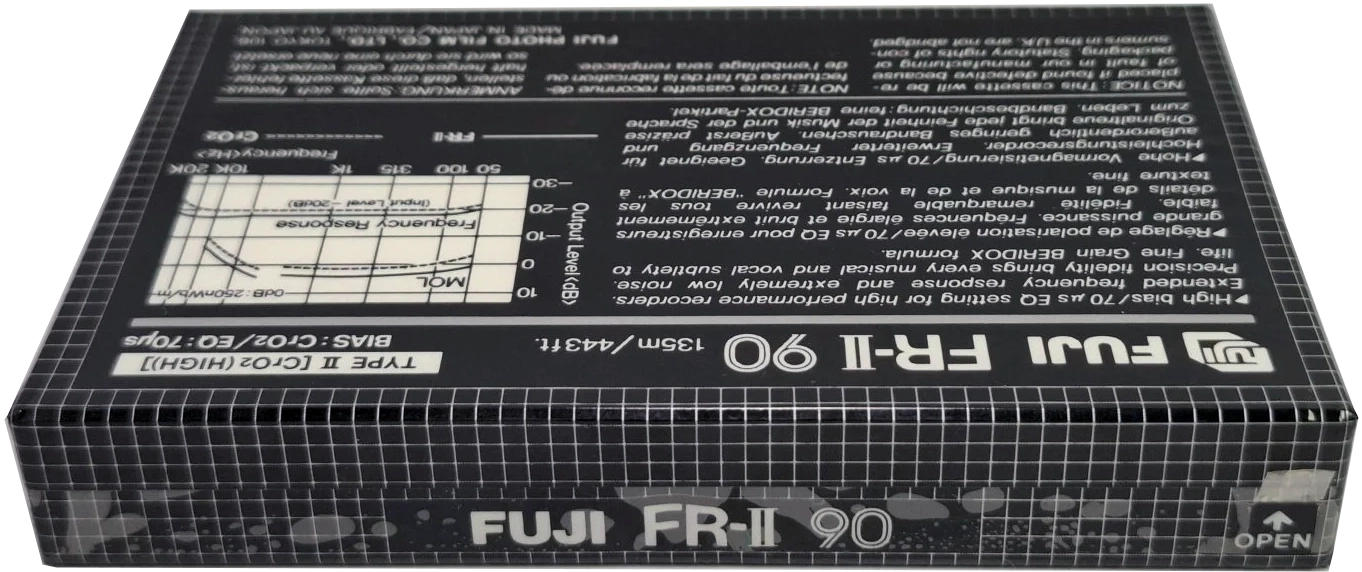 FUJI FR-II 90
↑
OPEN
FUJI
FUJI FR-II 90 135m/443 ft.
TYPE II [CrO2 (HIGH)]
BIAS: CrO2/EQ: 70µs
▸High bias/70 µs EQ setting for high performance recorders.
Extended frequency response and extremely low noise.
Precision fidelity brings every musical and vocal subtlety to
life. Fine Grain BERIDOX formula.
▸Réglage de polarisation élevée/70 µs EQ pour enregistreurs
grande puissance. Fréquences élargie et bruit extrêmement
faible. Fidélité remarquable faisant revivre tous les
détails de la musique et de la voix. Formule "BERIDOX" à
texture fine.
▸Hohe Vormagnetisierung/70 µs Entzerrung. Geeignet für
Hochleistungsrecorder. Erweiterter Frequenzgang und
außerordentlich geringes Bandrauschen. Äußerst präzise
Originaltreue bringt jede Feinheit der Musik und der Sprache
zum Leben. Bandbeschichtung: feine BERIDOX-Partikel.
Output Level<dB>
10
0
-10
-20
-30
0dB: 250nWb/m
MOL
Frequency Response
(Input Level -20dB)
50 100 315 1K 10K 20K
Frequency<Hz>
FR-II
CrO2
NOTICE: This cassette will be re-
placed if found defective because
of fault in our manufacturing or
packaging. Statutory rights of con-
sumers in the U.K. are not abridged.
NOTE: Toute cassette reconnue dé-
fectueuse du fait de la fabrication ou
de l'emballage sera remplacée.
ANMERKUNG: Sollte sich heraus-
stellen, daß diese Kassette fehler-
haft hergestellt oder verpackt
so wird sie durch eine neue ersetzt.
FUJI PHOTO FILM CO., LTD. TOKYO 106
MADE IN JAPAN/FABRIQUÉ AU JAPON